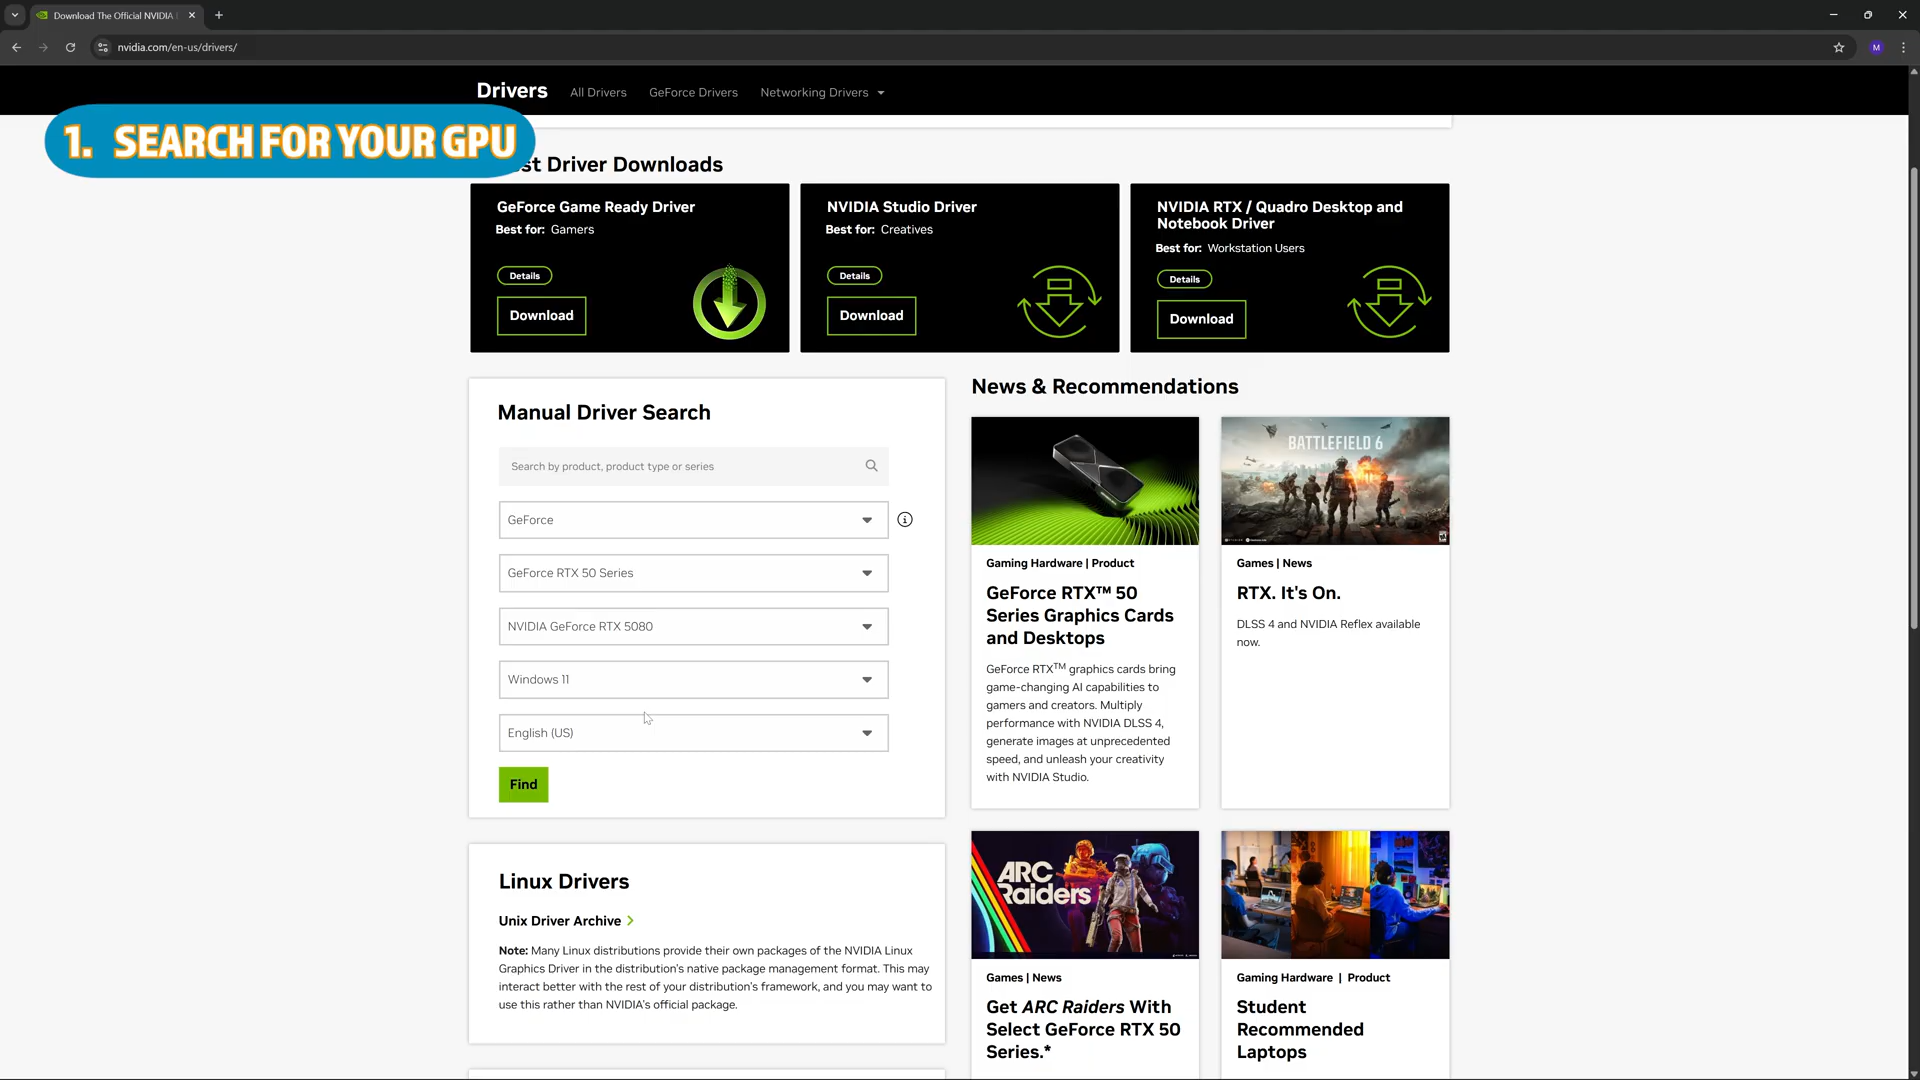 Download The Official NVIDIA
nvidia.com/en-us/drivers/
M
Drivers
All Drivers
GeForce Drivers
Networking Drivers
1. SEARCH FOR YOUR GPU
Driver Downloads
GeForce Game Ready Driver
Best for: Gamers
Details
Download
NVIDIA Studio Driver
Best for: Creatives
Details
Download
NVIDIA RTX / Quadro Desktop and
Notebook Driver
Best for: Workstation Users
Details
Download
Manual Driver Search
Search by product, product type or series
GeForce
GeForce RTX 50 Series
NVIDIA GeForce RTX 5080
Windows 11
English (US)
Find
Linux Drivers
Unix Driver Archive
Note: Many Linux distributions provide their own packages of the NVIDIA Linux
Graphics Driver in the distribution's native package management format. This may
interact better with the rest of your distribution's framework, and you may want to
use this rather than NVIDIA's official package.
News & Recommendations
Gaming Hardware | Product
GeForce RTX™ 50
Series Graphics Cards
and Desktops
GeForce RTX™ graphics cards bring
game-changing AI capabilities to
gamers and creators. Multiply
performance with NVIDIA DLSS 4,
generate images at unprecedented
speed, and unleash your creativity
with NVIDIA Studio.
BATTLEFIELD 6
Games | News
RTX. It's On.
DLSS 4 and NVIDIA Reflex available
now.
ARC
Raiders
Games | News
Get ARC Raiders With
Select GeForce RTX 50
Series.*
Gaming Hardware | Product
Student
Recommended
Laptops